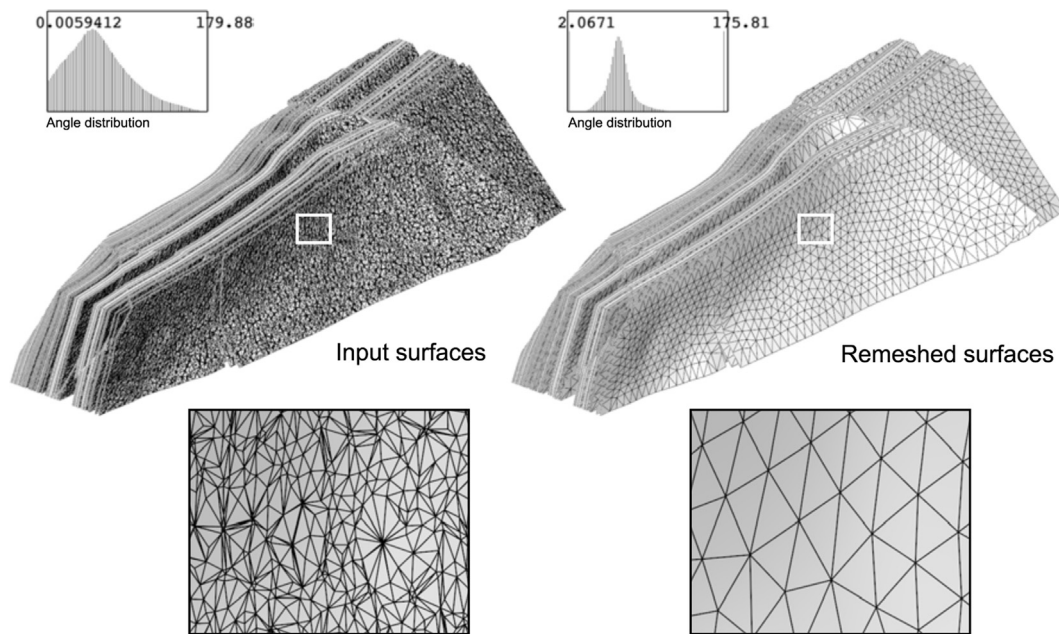 0.0059412 179.88
Angle distribution
2.0671 175.81
Angle distribution
Input surfaces
Remeshed surfaces